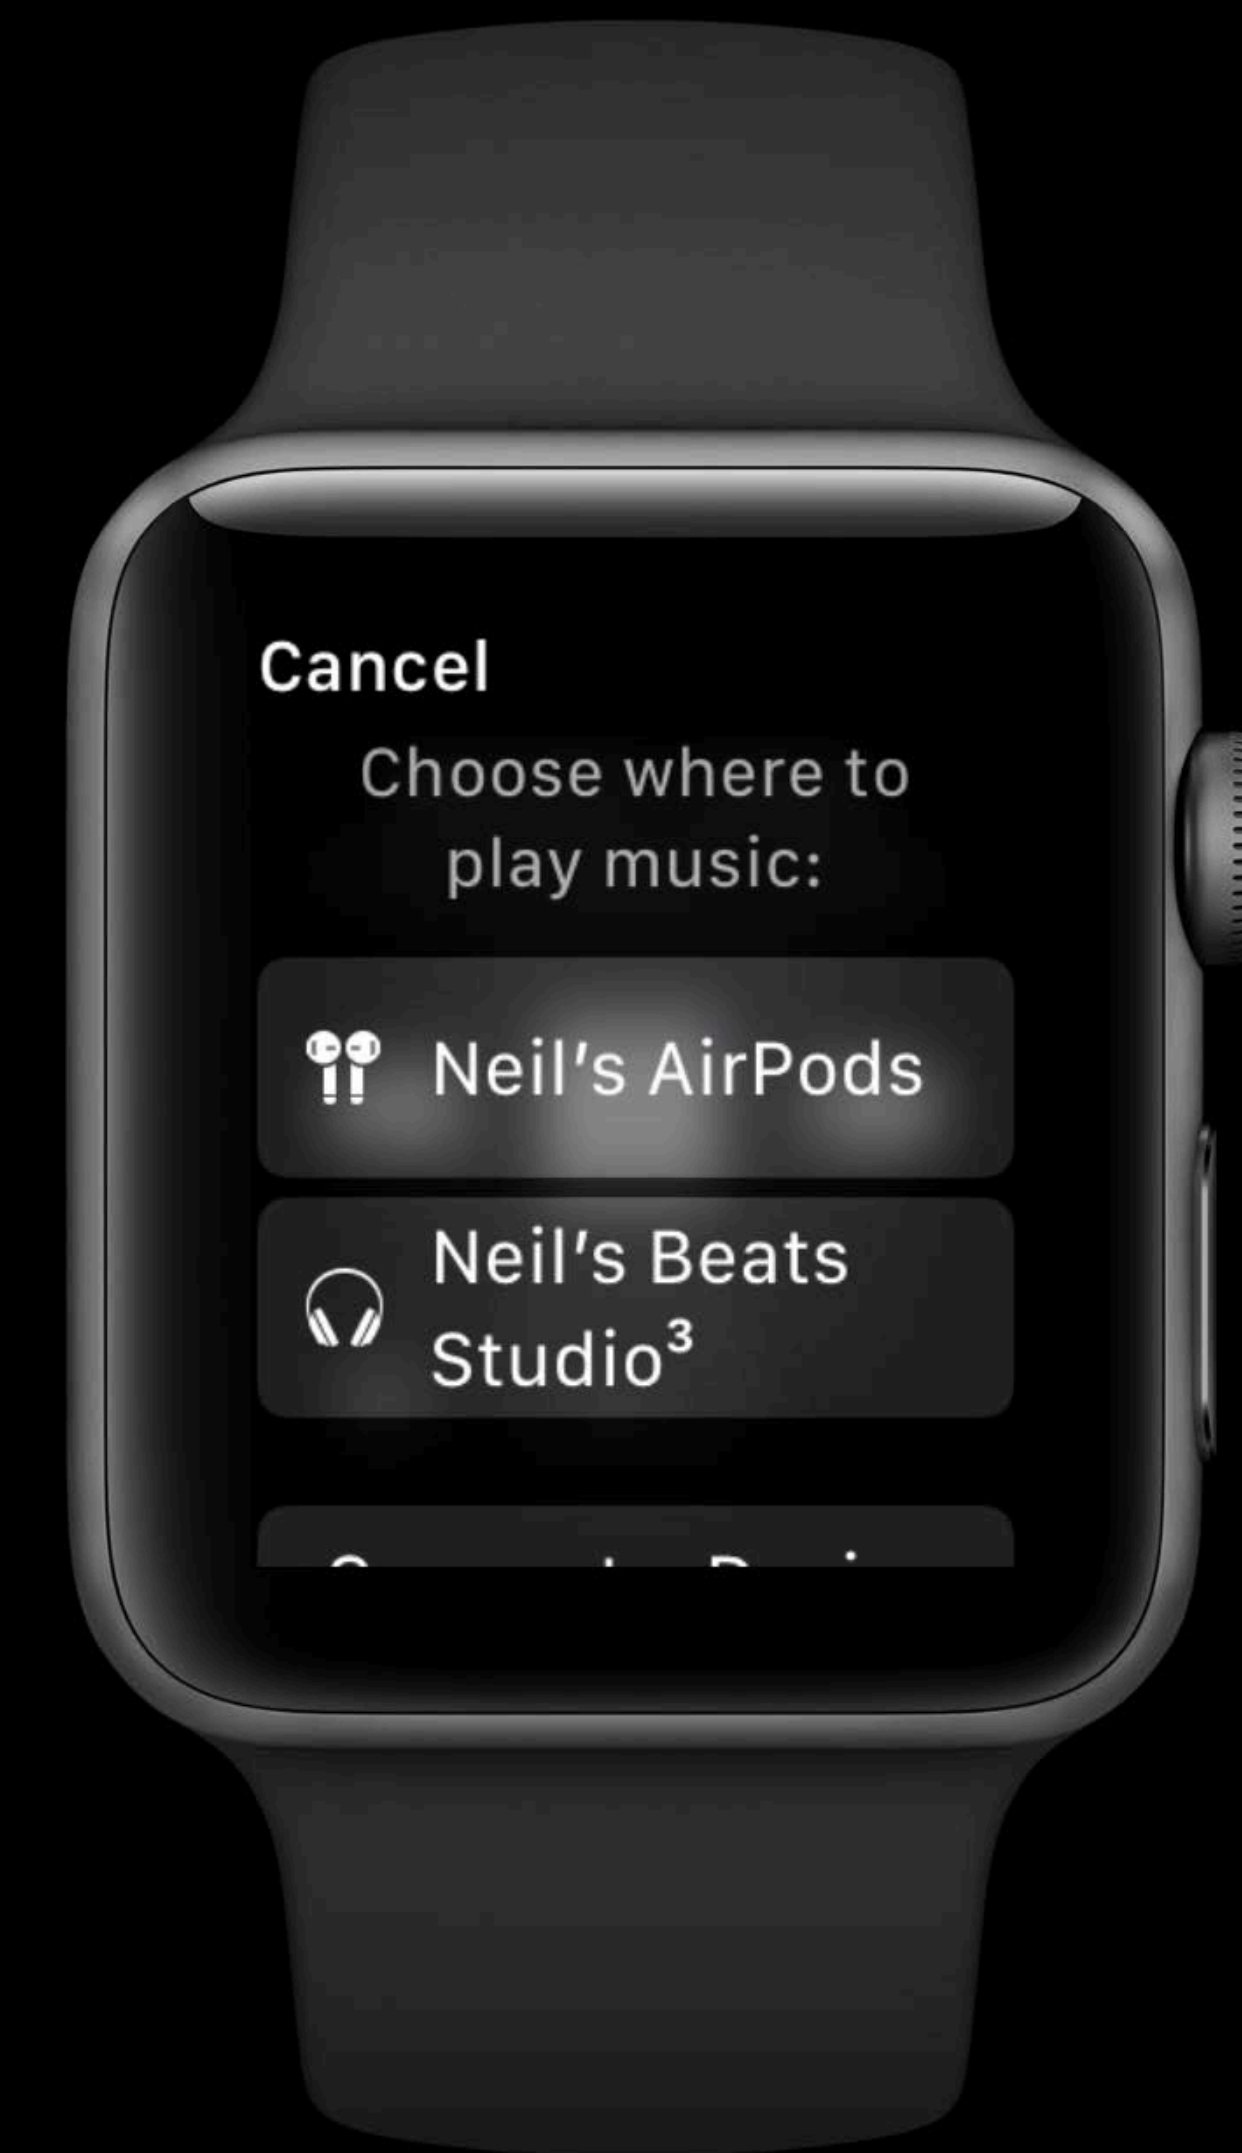 Cancel
Choose where to
play music:
Neil’s AirPods
Neil’s Beats
Studio³